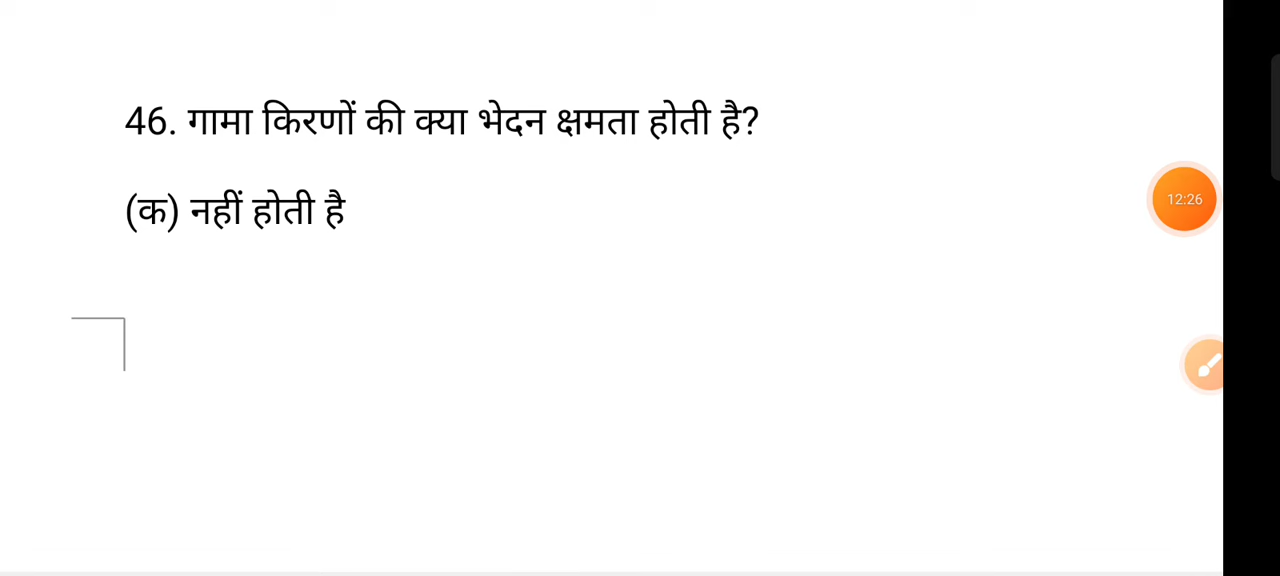 46. गामा किरणों की क्या भेदन क्षमता होती है?
(क) नहीं होती है
12:26